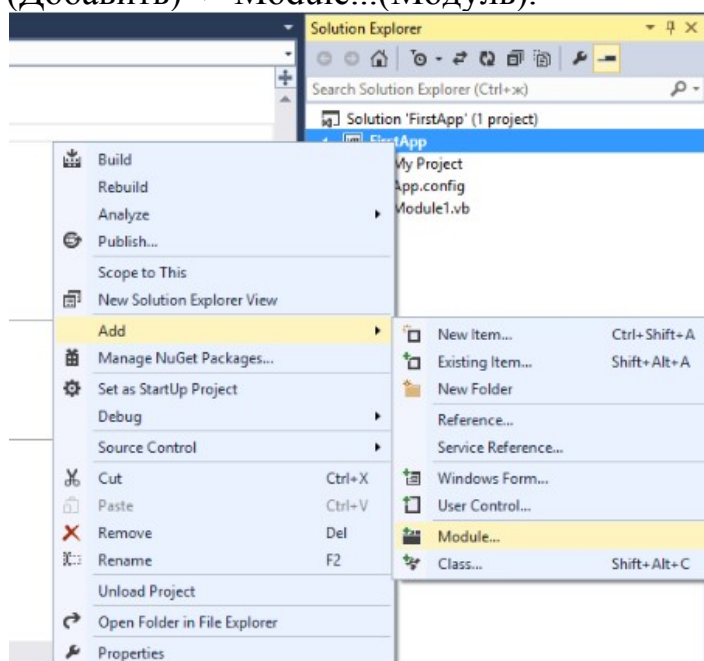 (Добавить) -> Module...(Модуль).
Solution Explorer
Search Solution Explorer (Ctrl+ж)
Solution 'FirstApp' (1 project)
FirstApp
My Project
App.config
Module1.vb
Build
Rebuild
Analyze
Publish...
Scope to This
New Solution Explorer View
Add
Manage NuGet Packages...
Set as StartUp Project
Debug
Source Control
Cut Ctrl+X
Paste Ctrl+V
Remove Del
Rename F2
Unload Project
Open Folder in File Explorer
Properties
New Item... Ctrl+Shift+A
Existing Item... Shift+Alt+A
New Folder
Reference...
Service Reference...
Windows Form...
User Control...
Module...
Class... Shift+Alt+C